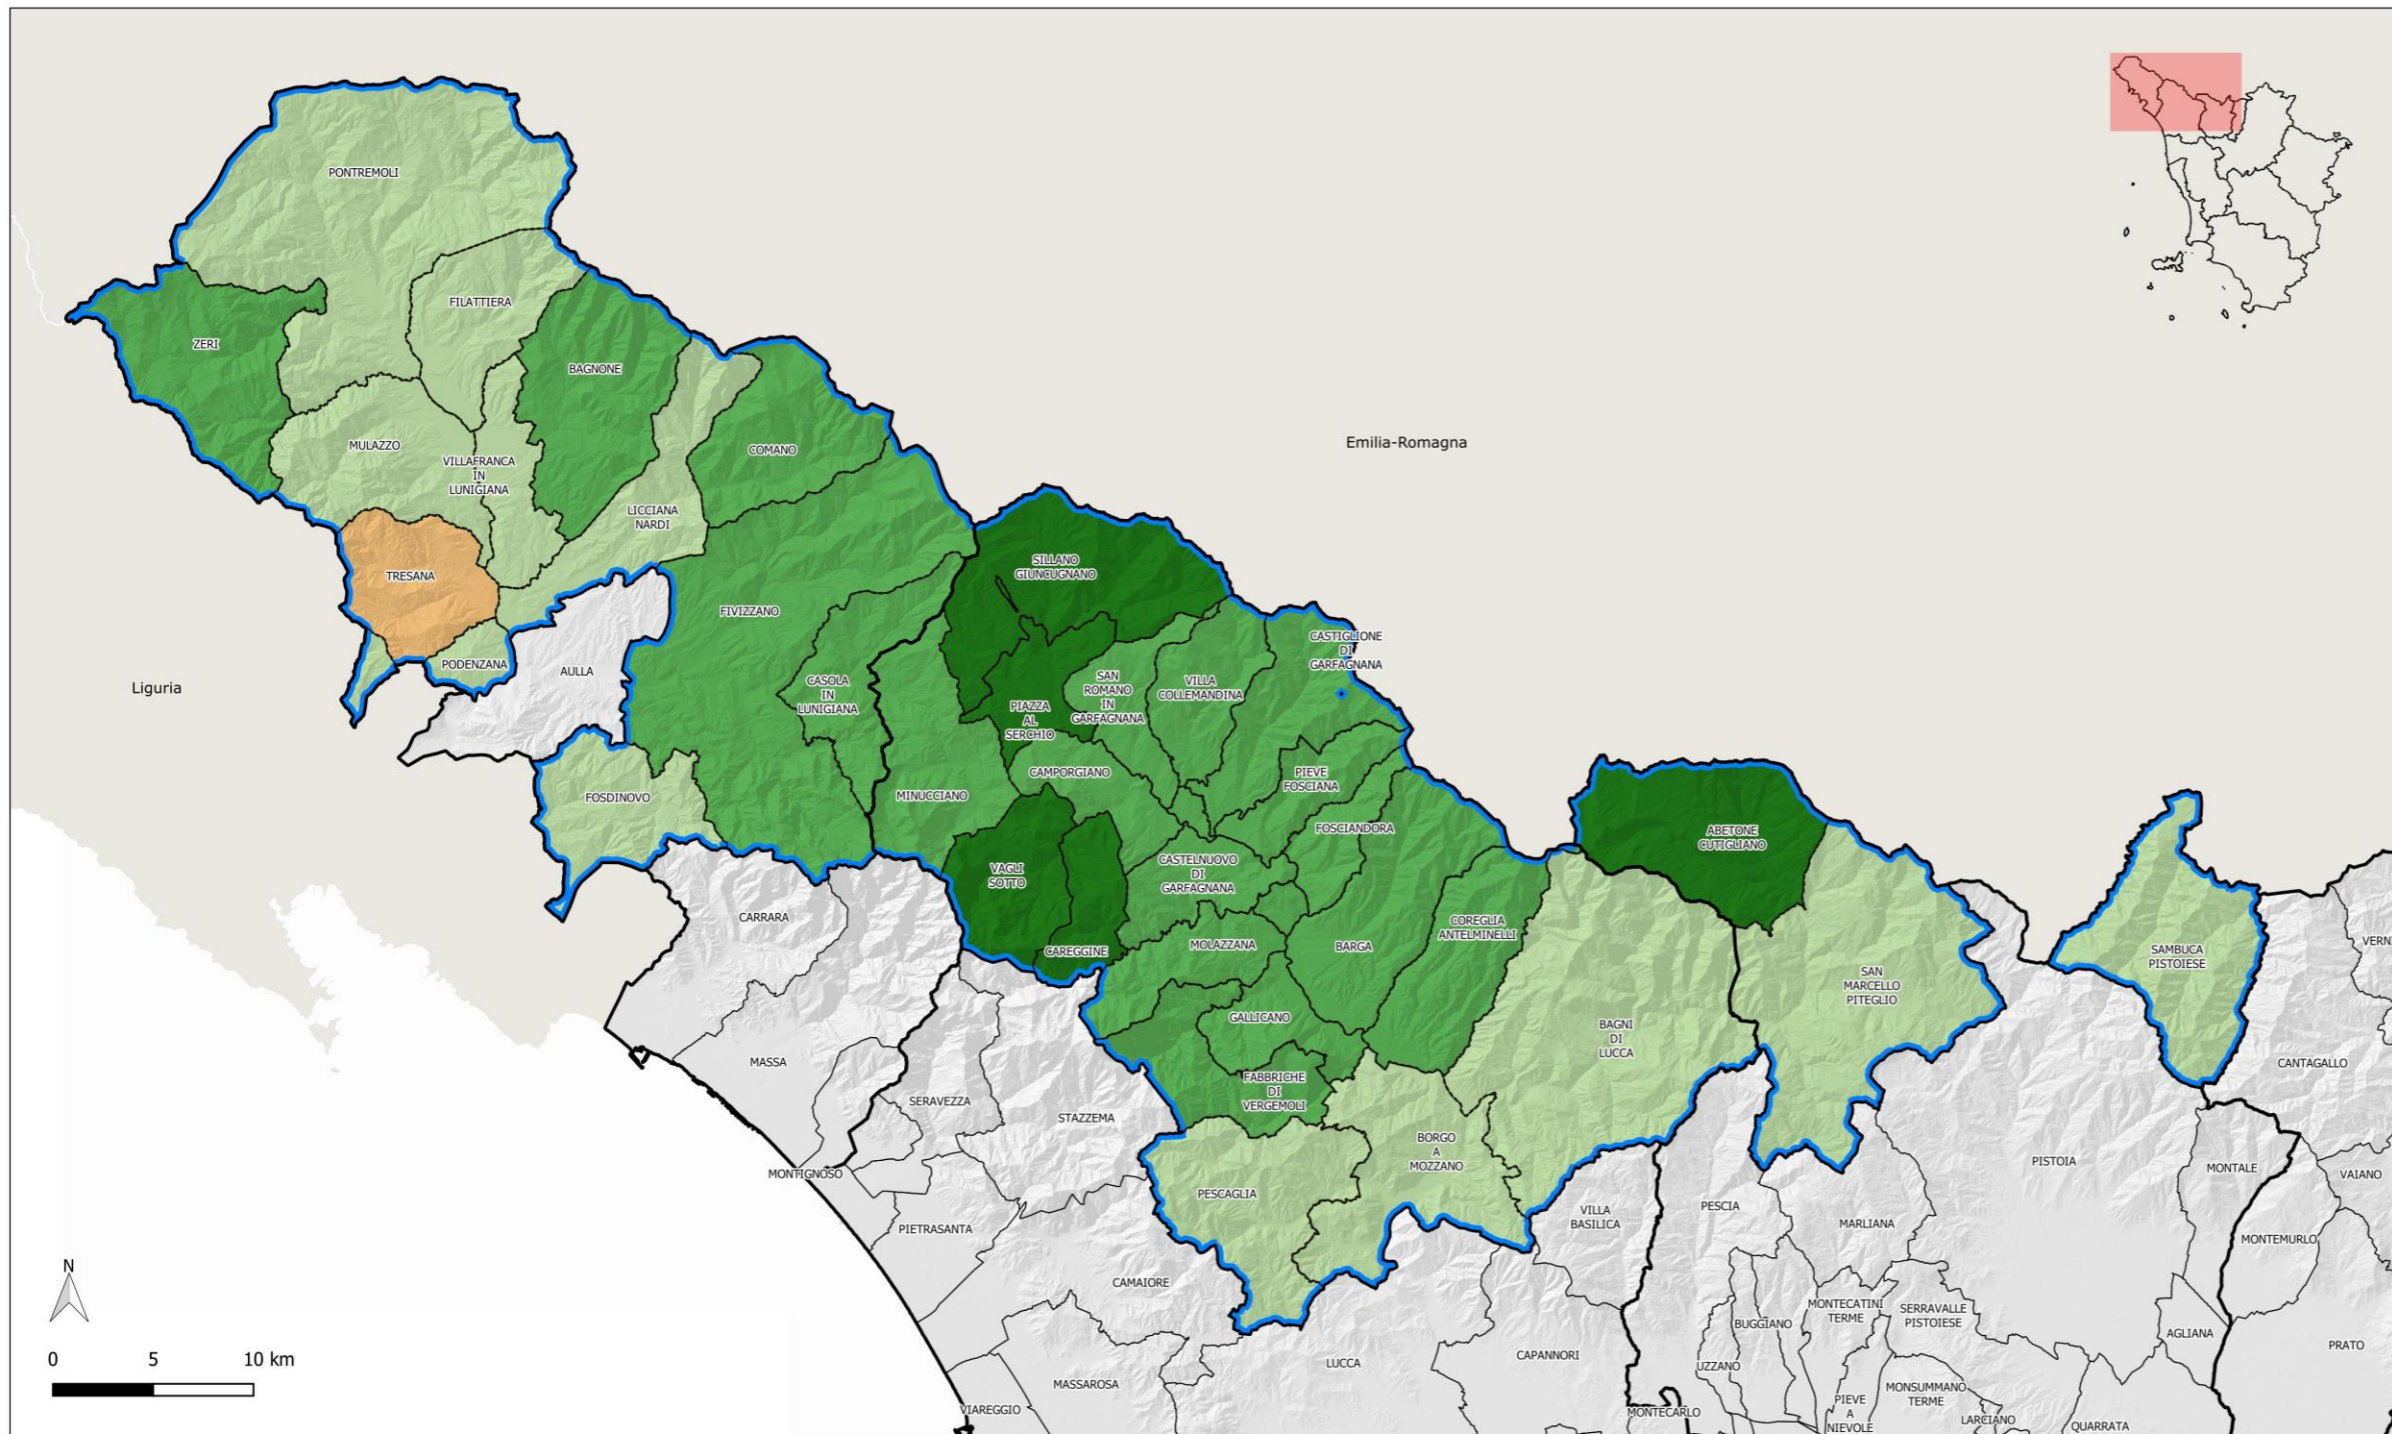 PONTREMOLI
FILATTIERA
ZERI
BAGNONE
MULAZZO
VILLAFRANCA
IN
LUNIGIANA
COMANO
Emilia-Romagna
LICCIANA
NARDI
TRESANA
SILLANO
GIUNCUGNANO
FIVIZZANO
PODENZANA
AULLA
Liguria
CASOLA
IN
LUNIGIANA
CASTIGLIONE
DI
GARFAGNANA
SAN
ROMANO
IN
GARFAGNANA
VILLA
COLLEMANDINA
PIAZZA
AL
SERCHIO
CAMPORGIANO
PIEVE
FOSCIANA
FOSDINOVO
MINUCCIANO
FOSCIANDORA
ABETONE
CUTIGLIANO
VAGLI
SOTTO
CASTELNUOVO
DI
GARFAGNANA
CARRARA
CAREGGINE
MOLAZZANA
BARGA
COREGLIA
ANTELMINELLI
VERN
SAMBUCA
PISTOIESE
SAN
MARCELLO
PITEGLIO
GALLICANO
BAGNI
DI
LUCCA
MASSA
CANTAGALLO
FABBRICHE
DI
VERGEMOLI
SERAVEZZA
STAZZEMA
BORGO
A
MOZZANO
MONTIGNOSO
PISTOIA
MONTALE
VAIANO
PESCAGLIA
VILLA
BASILICA
PESCIA
MARLIANA
PIETRASANTA
MONTEMURLO
N
CAMAIORE
MONTECATINI
TERME
SERRAVALLE
PISTOIESE
BUGGIANO
AGLIANA
PRATO
0 5 10 km
LUCCA
CAPANNORI
UZZANO
MASSAROSA
MONSUMMANO
TERME
VIAREGGIO
MONTECARLO
PIEVE
A
NIEVOLE
LARCIANO
QUARRATA